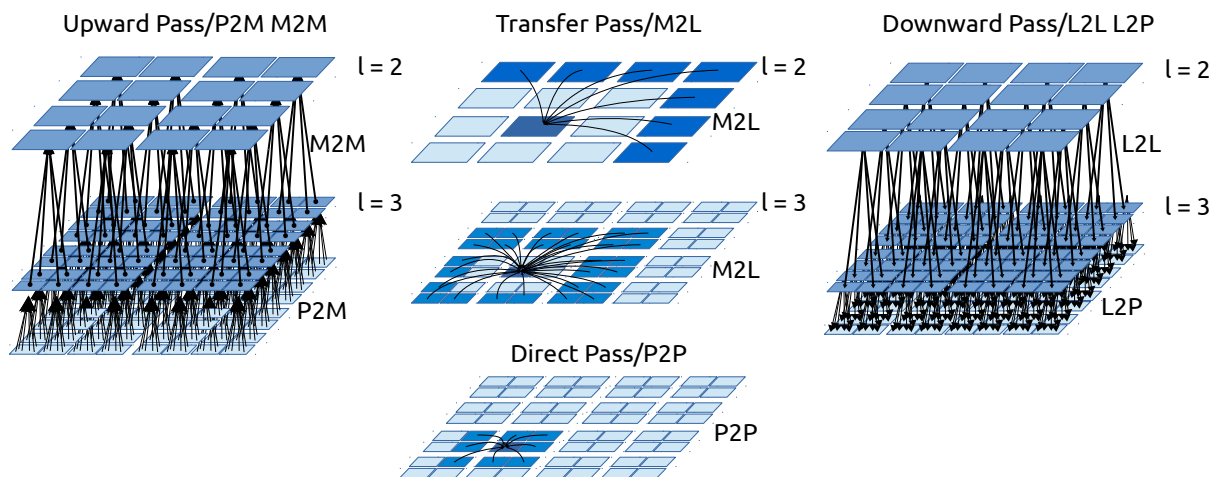 Upward Pass/P2M M2M
l = 2
M2M
l = 3
P2M
Transfer Pass/M2L
l = 2
M2L
l = 3
M2L
Direct Pass/P2P
P2P
Downward Pass/L2L L2P
l = 2
L2L
l = 3
L2P